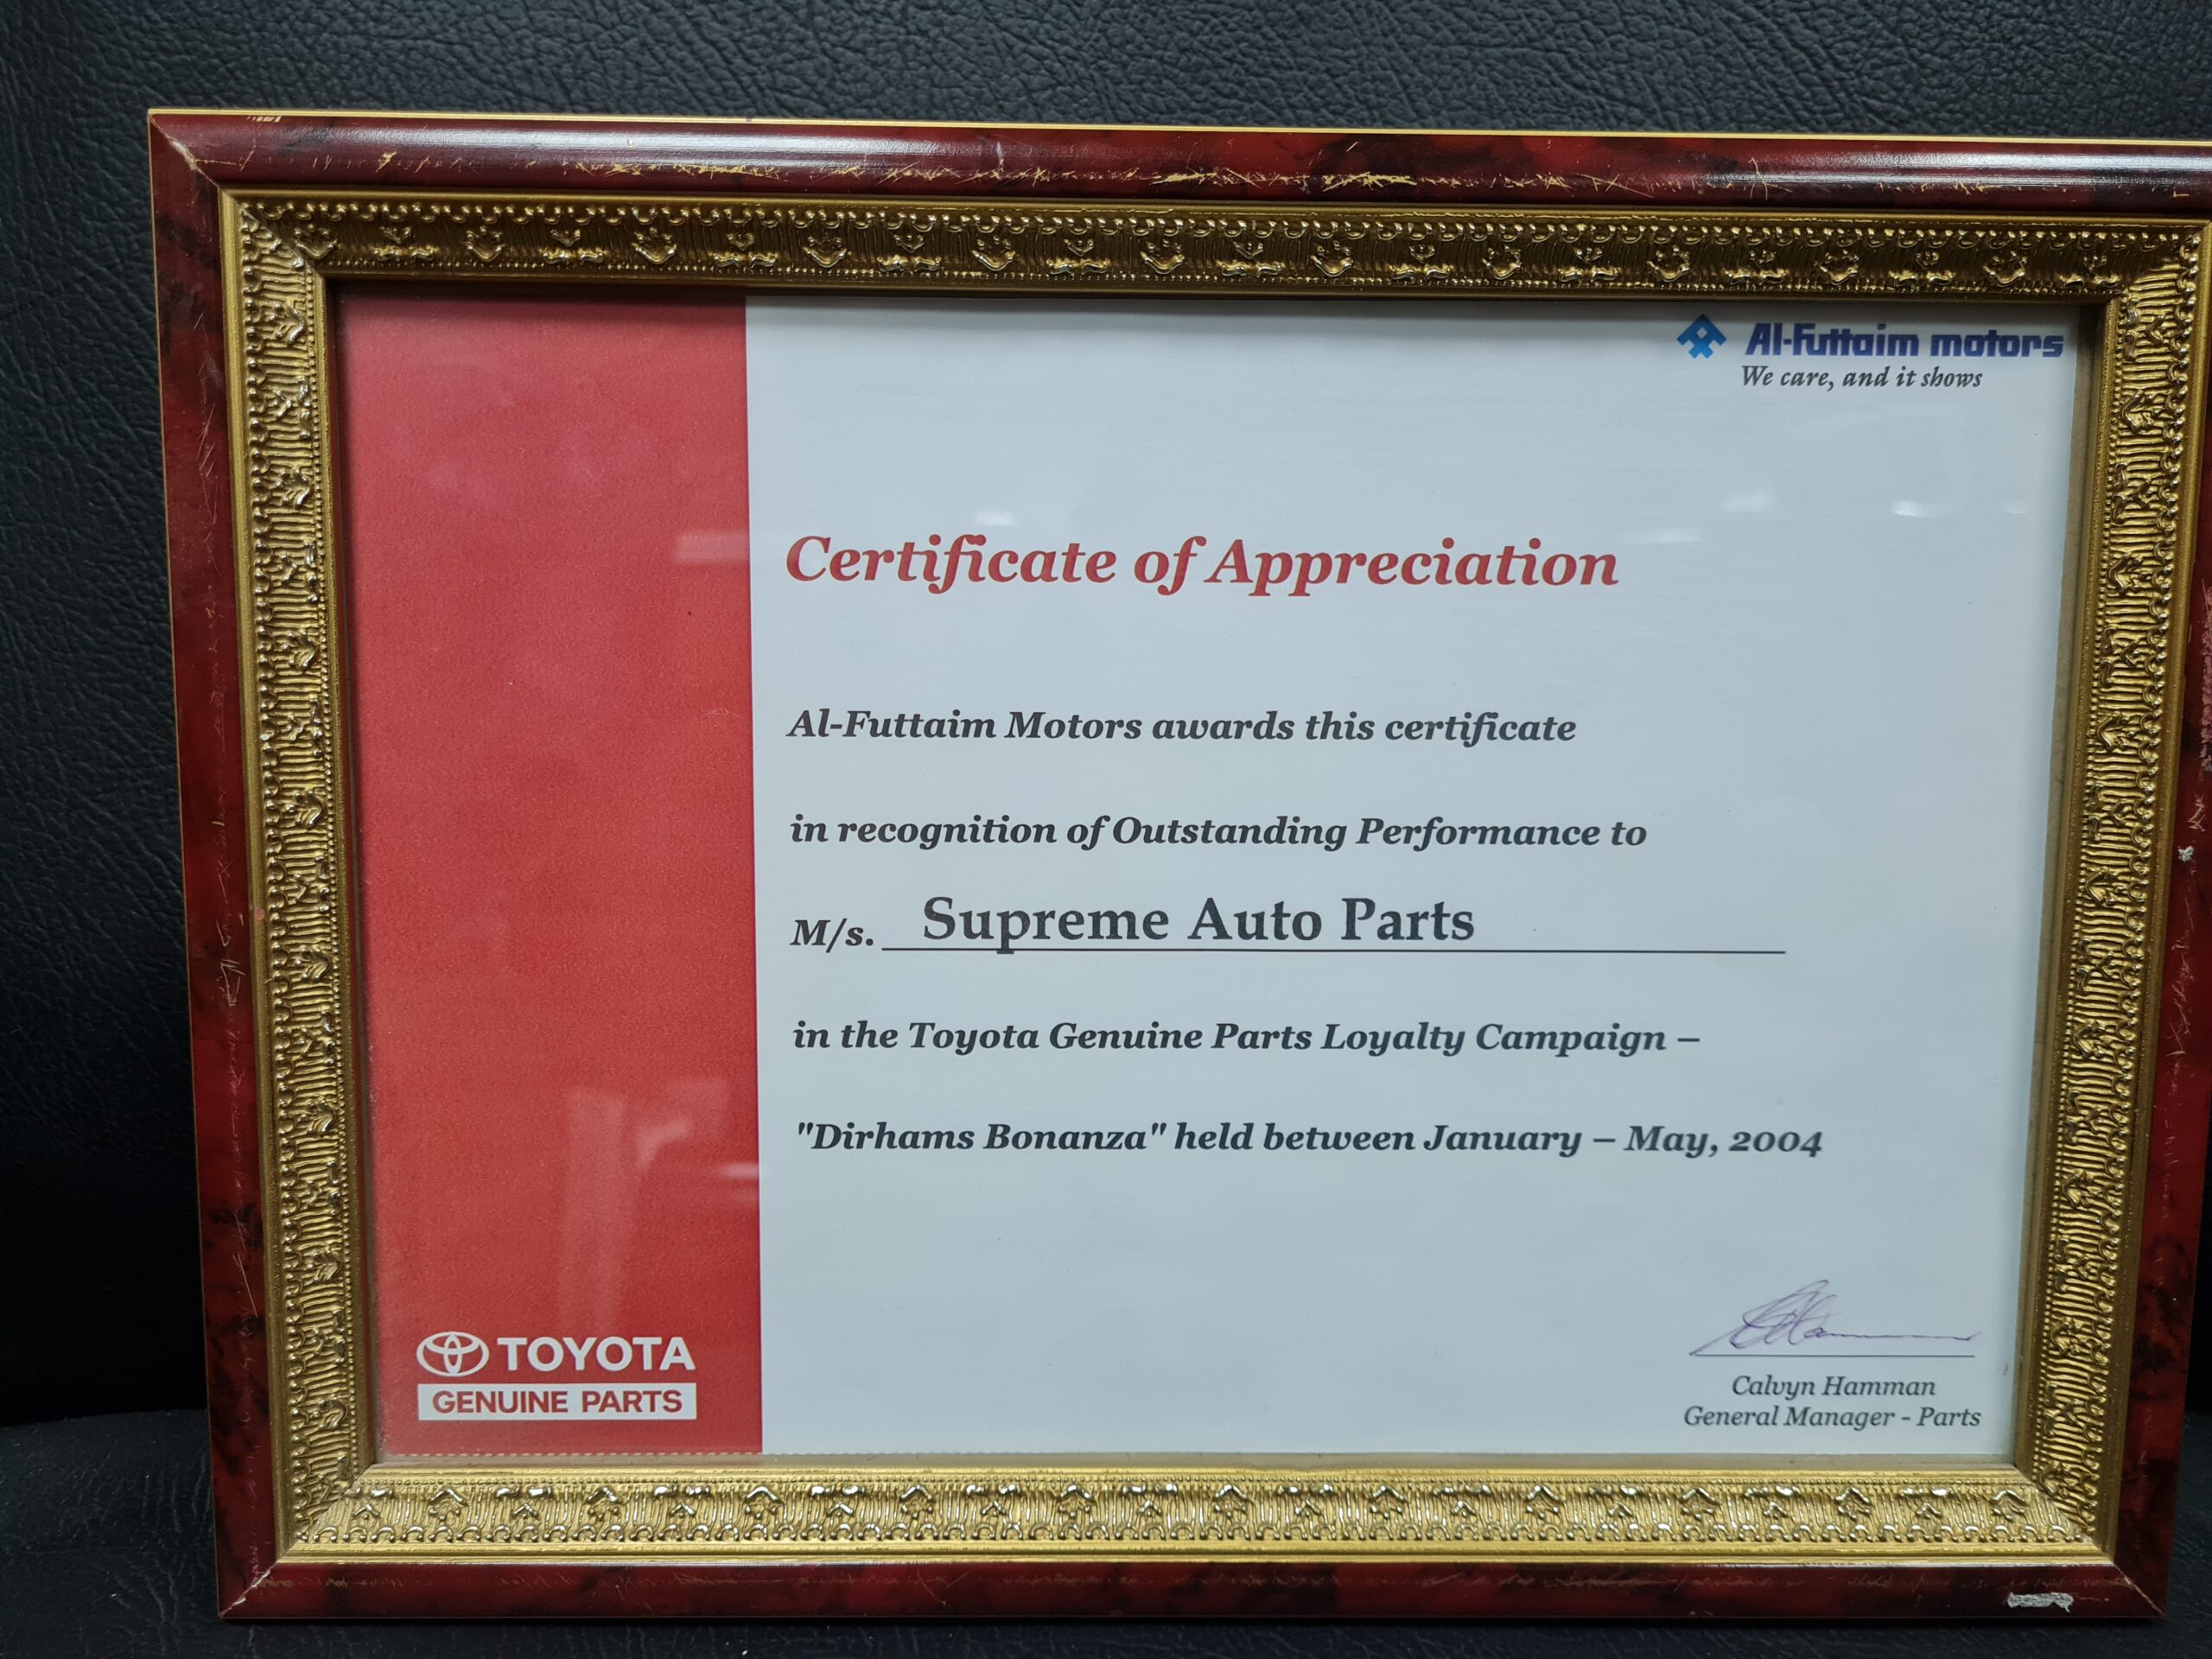 Al-Futtaim motors
We care, and it shows
Certificate of Appreciation
Al-Futtaim Motors awards this certificate
in recognition of Outstanding Performance to
M/s. Supreme Auto Parts
in the Toyota Genuine Parts Loyalty Campaign –
"Dirhams Bonanza" held between January – May, 2004
TOYOTA
GENUINE PARTS
Calvyn Hamman
General Manager - Parts